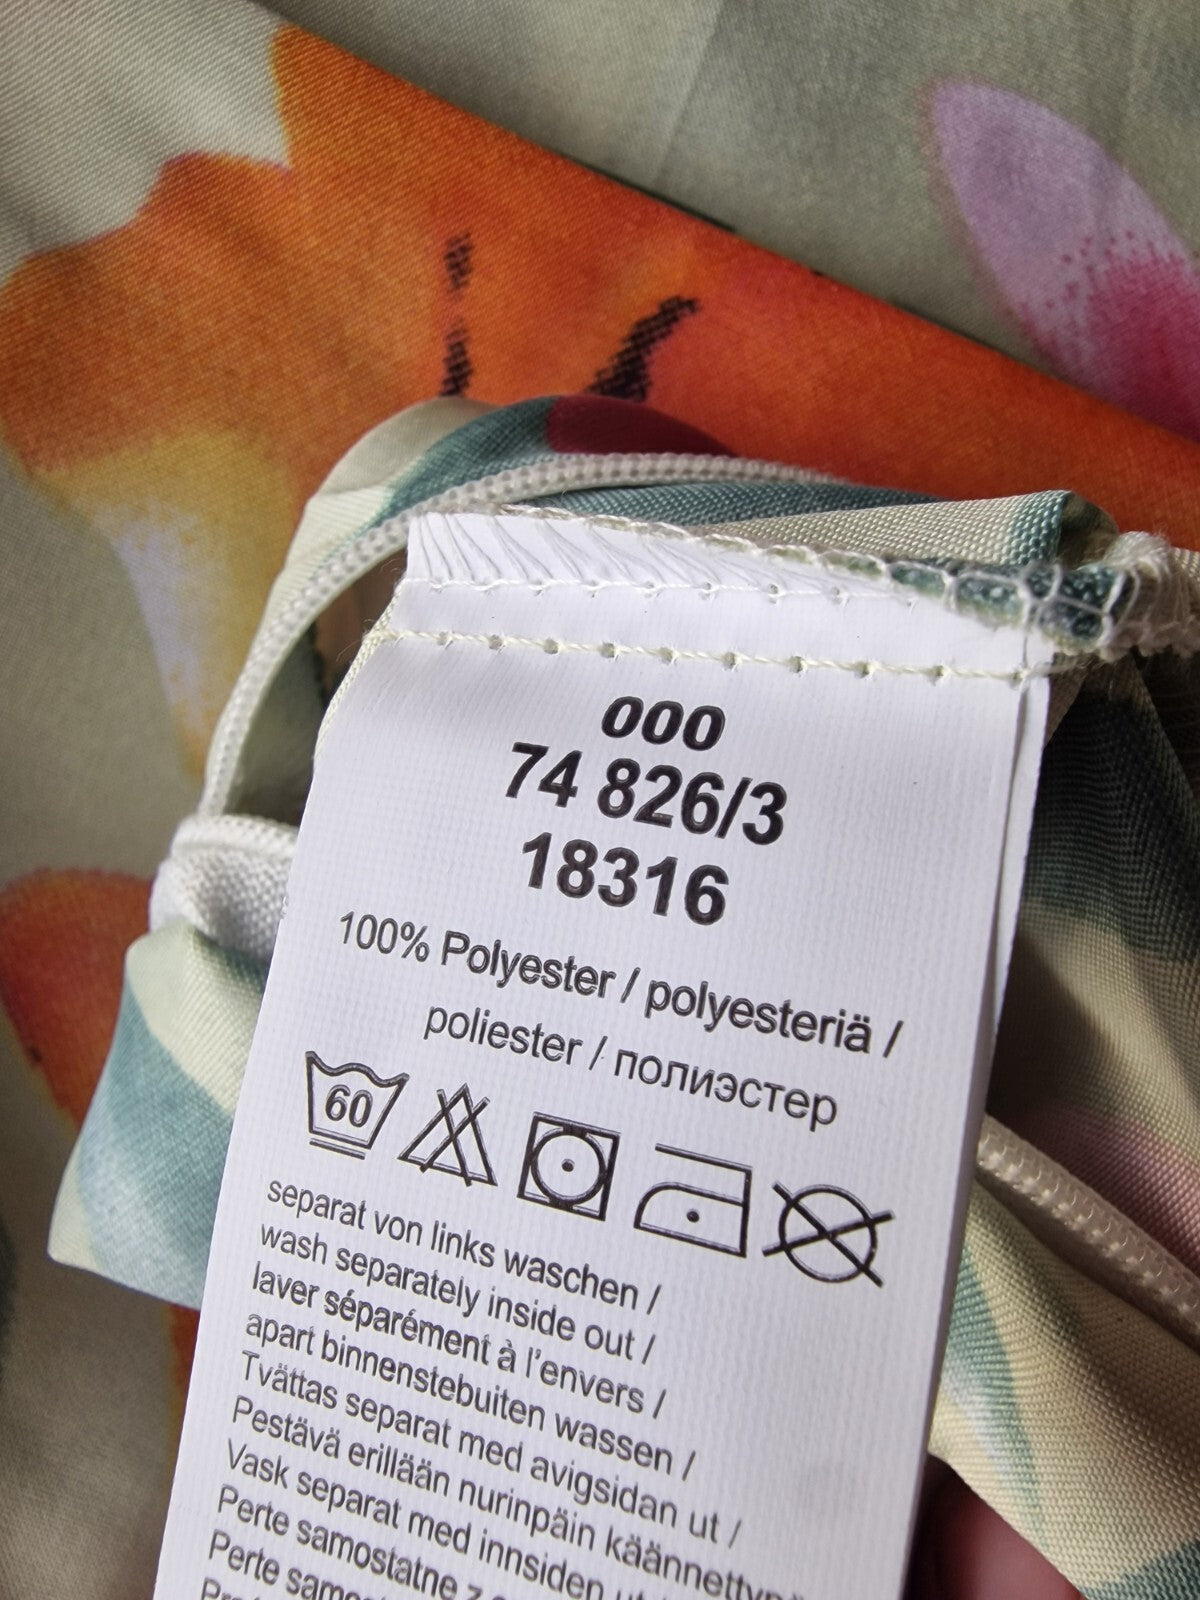 000
74 826/3
18316
100% Polyester / polyesteriä /
poliester / полиэстер
60
separat von links waschen /
wash separately inside out /
laver séparément à l'envers /
apart binnenstebuiten wassen /
Tvättas separat med avigsidan ut /
Pestävä erillään nurinpäin
Vask separat med innsiden ut
Perte samostatne z
Perte